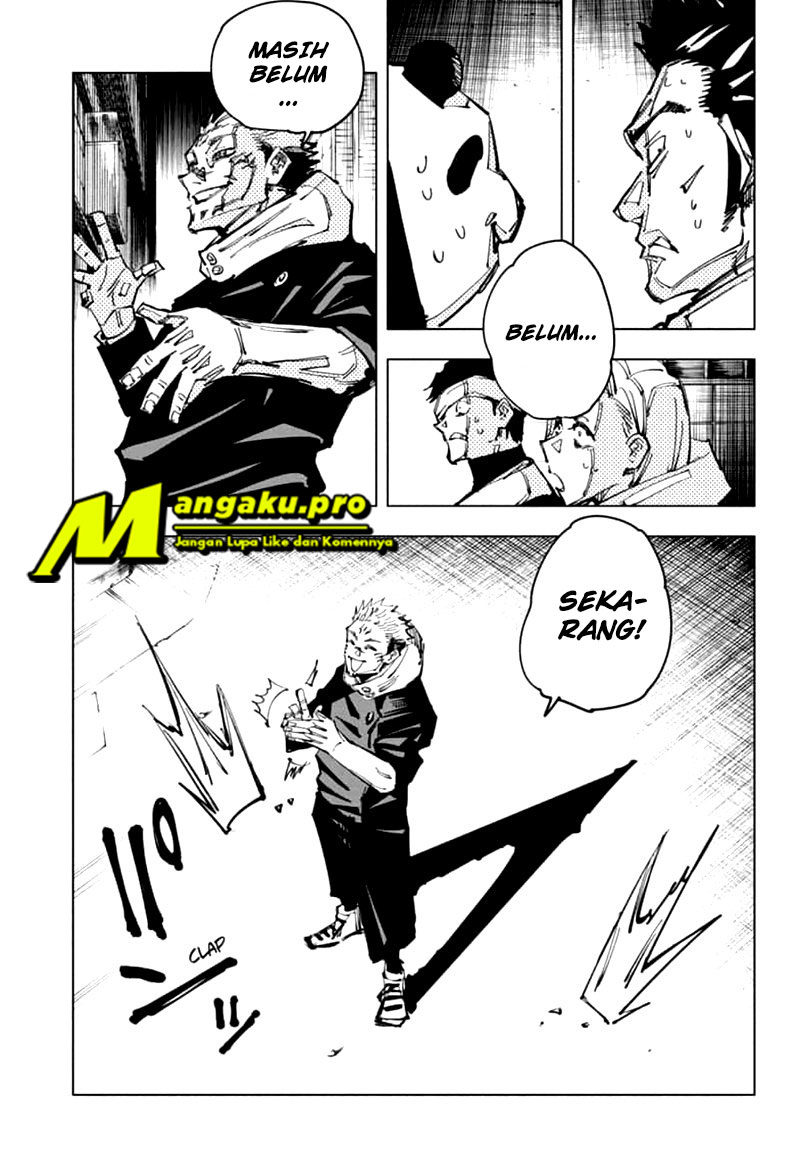 MASIH
BELUM
...
BELUM...
Mangaku.pro
Jangan Lupa Like dan Komennya
SEKA-
RANG!
CLAP